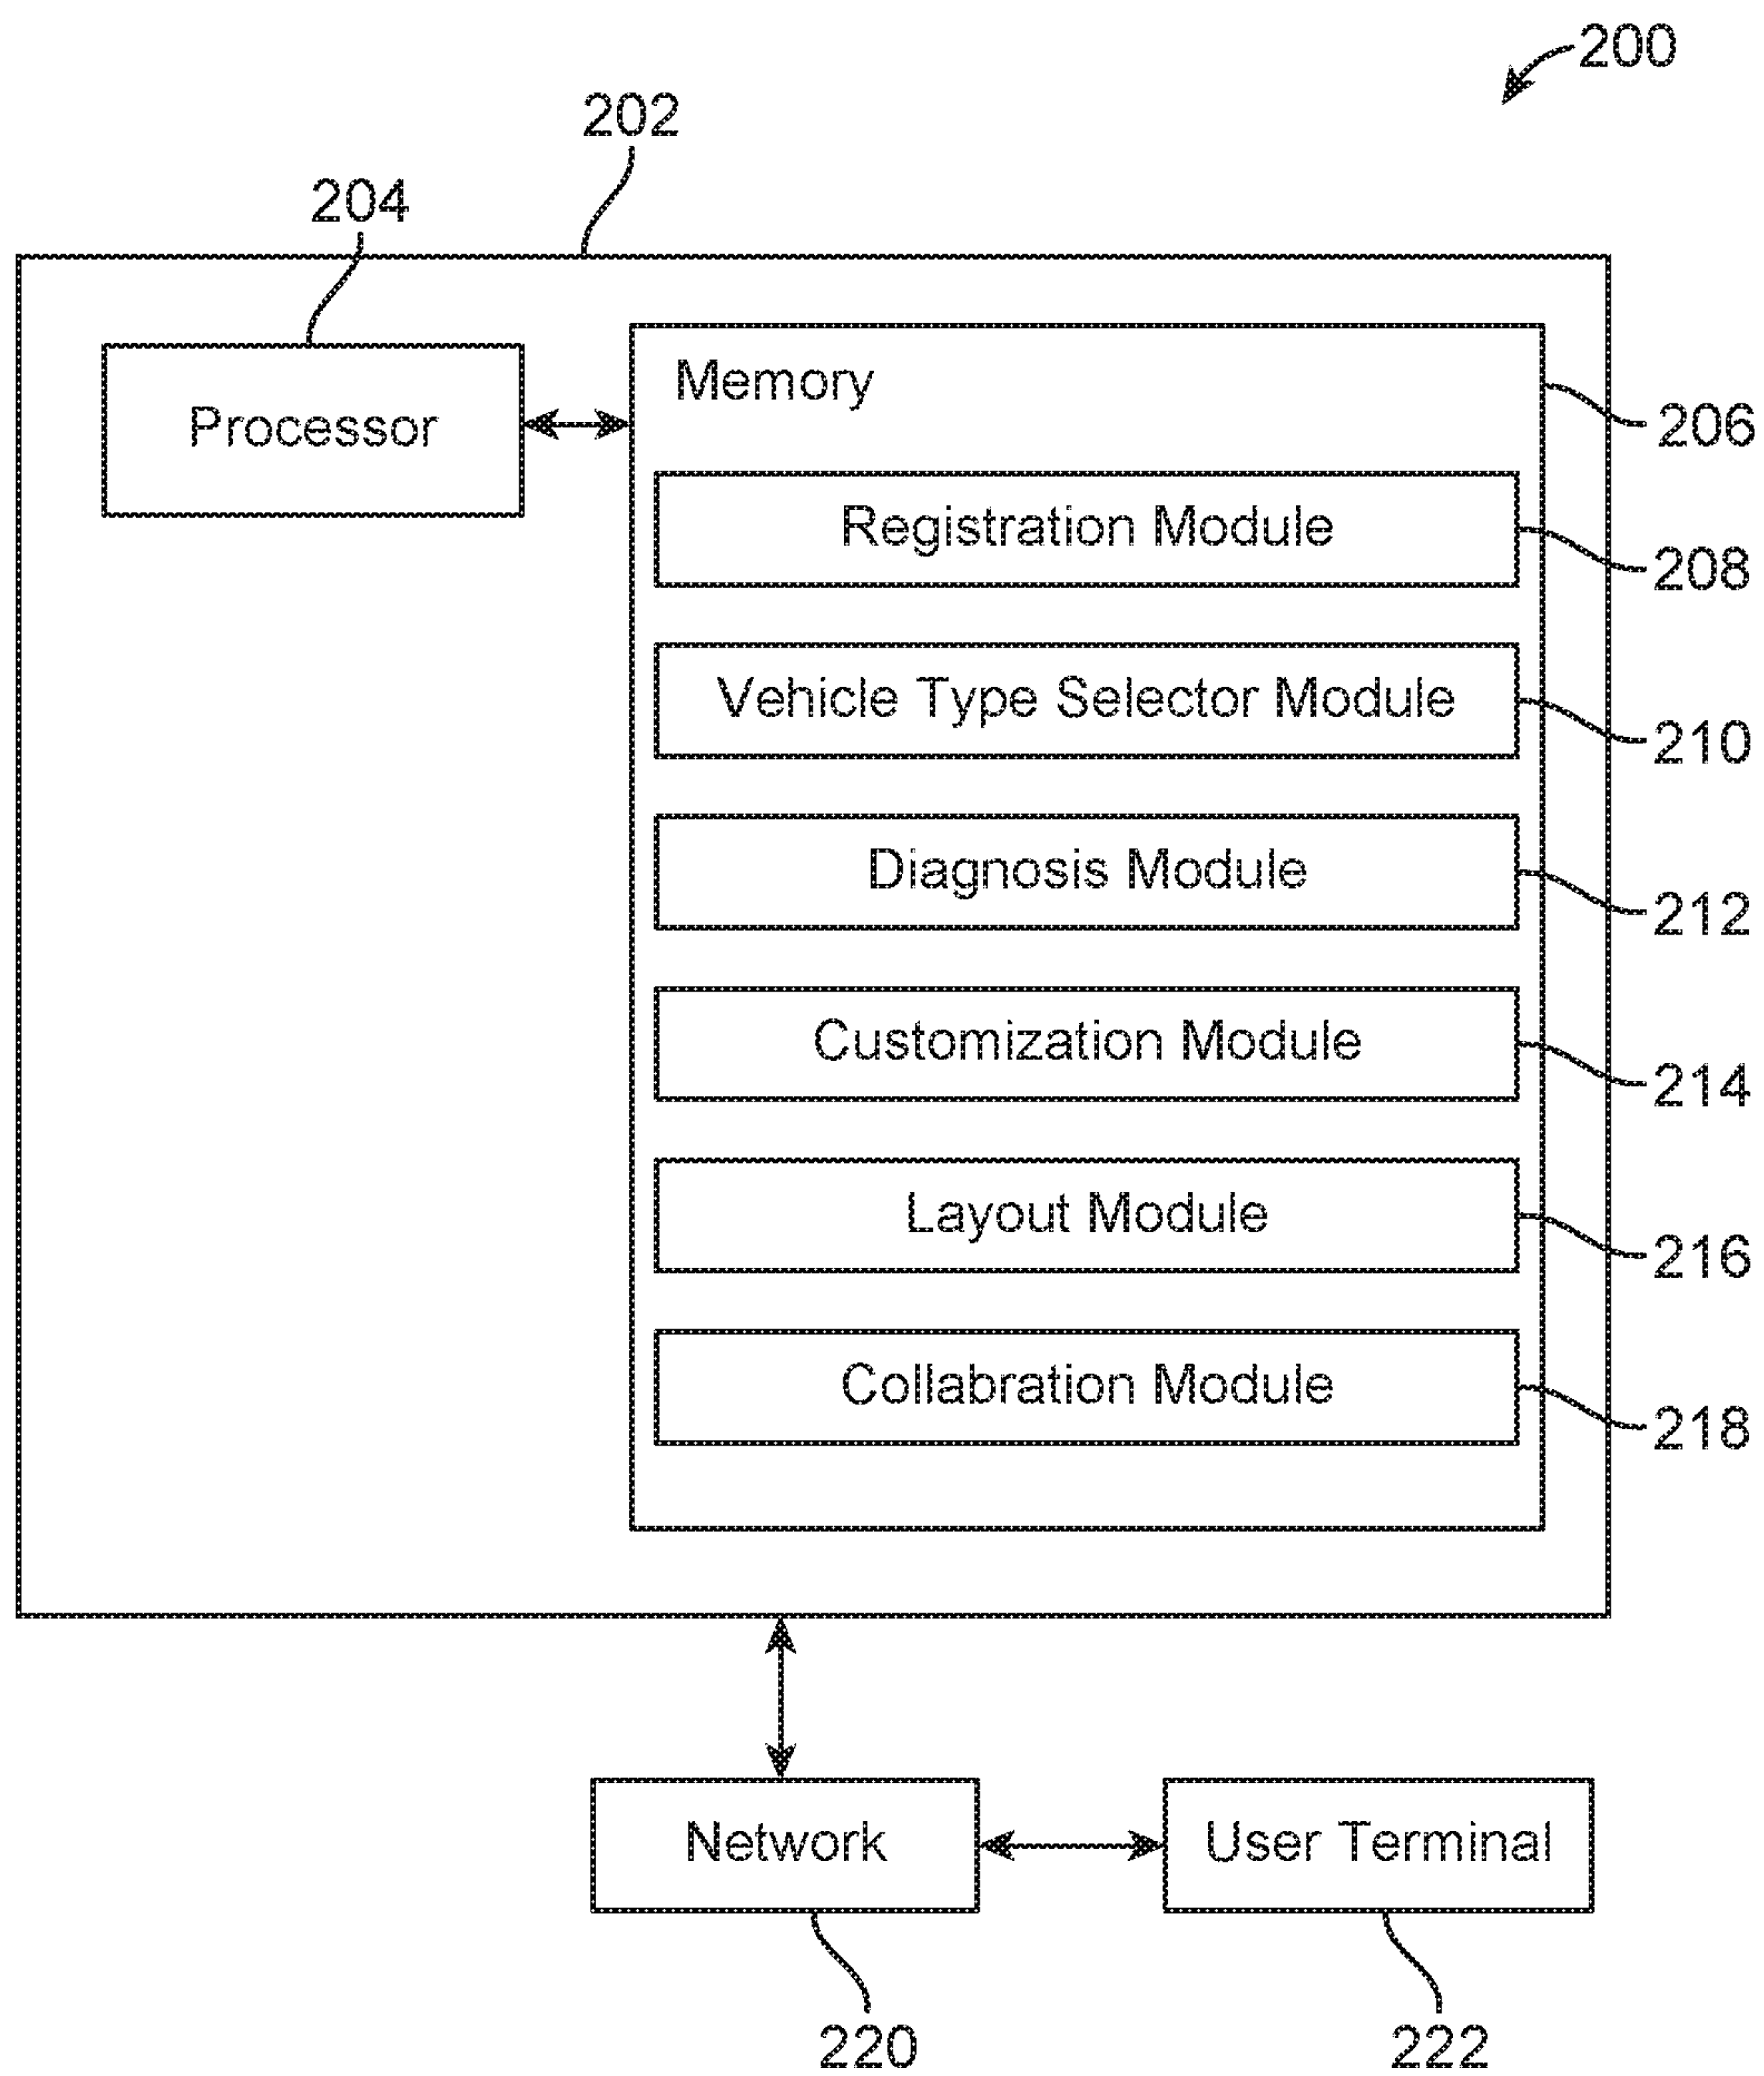 200
202
204
Processor
Memory
206
Registration Module
208
Vehicle Type Selector Module
210
Diagnosis Module
212
Customization Module
214
Layout Module
216
Collabration Module
218
Network
User Terminal
220
222